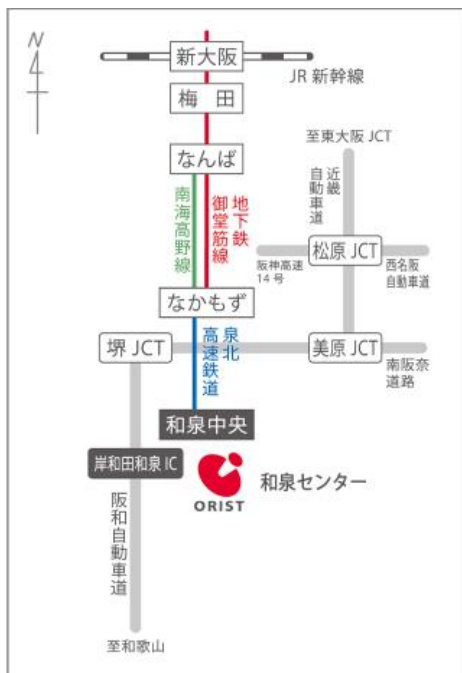 N
新大阪
JR 新幹線
梅 田
至東大阪 JCT
なんば
近畿
自動車道
南海高野線
地下鉄
御堂筋線
松原 JCT
阪神高速
14 号
西名阪
自動車道
なかもず
堺 JCT
泉北
高速鉄道
美原 JCT
南阪奈
道路
和泉中央
岸和田和泉 IC
ORIST
和泉センター
阪和自動車道
至和歌山